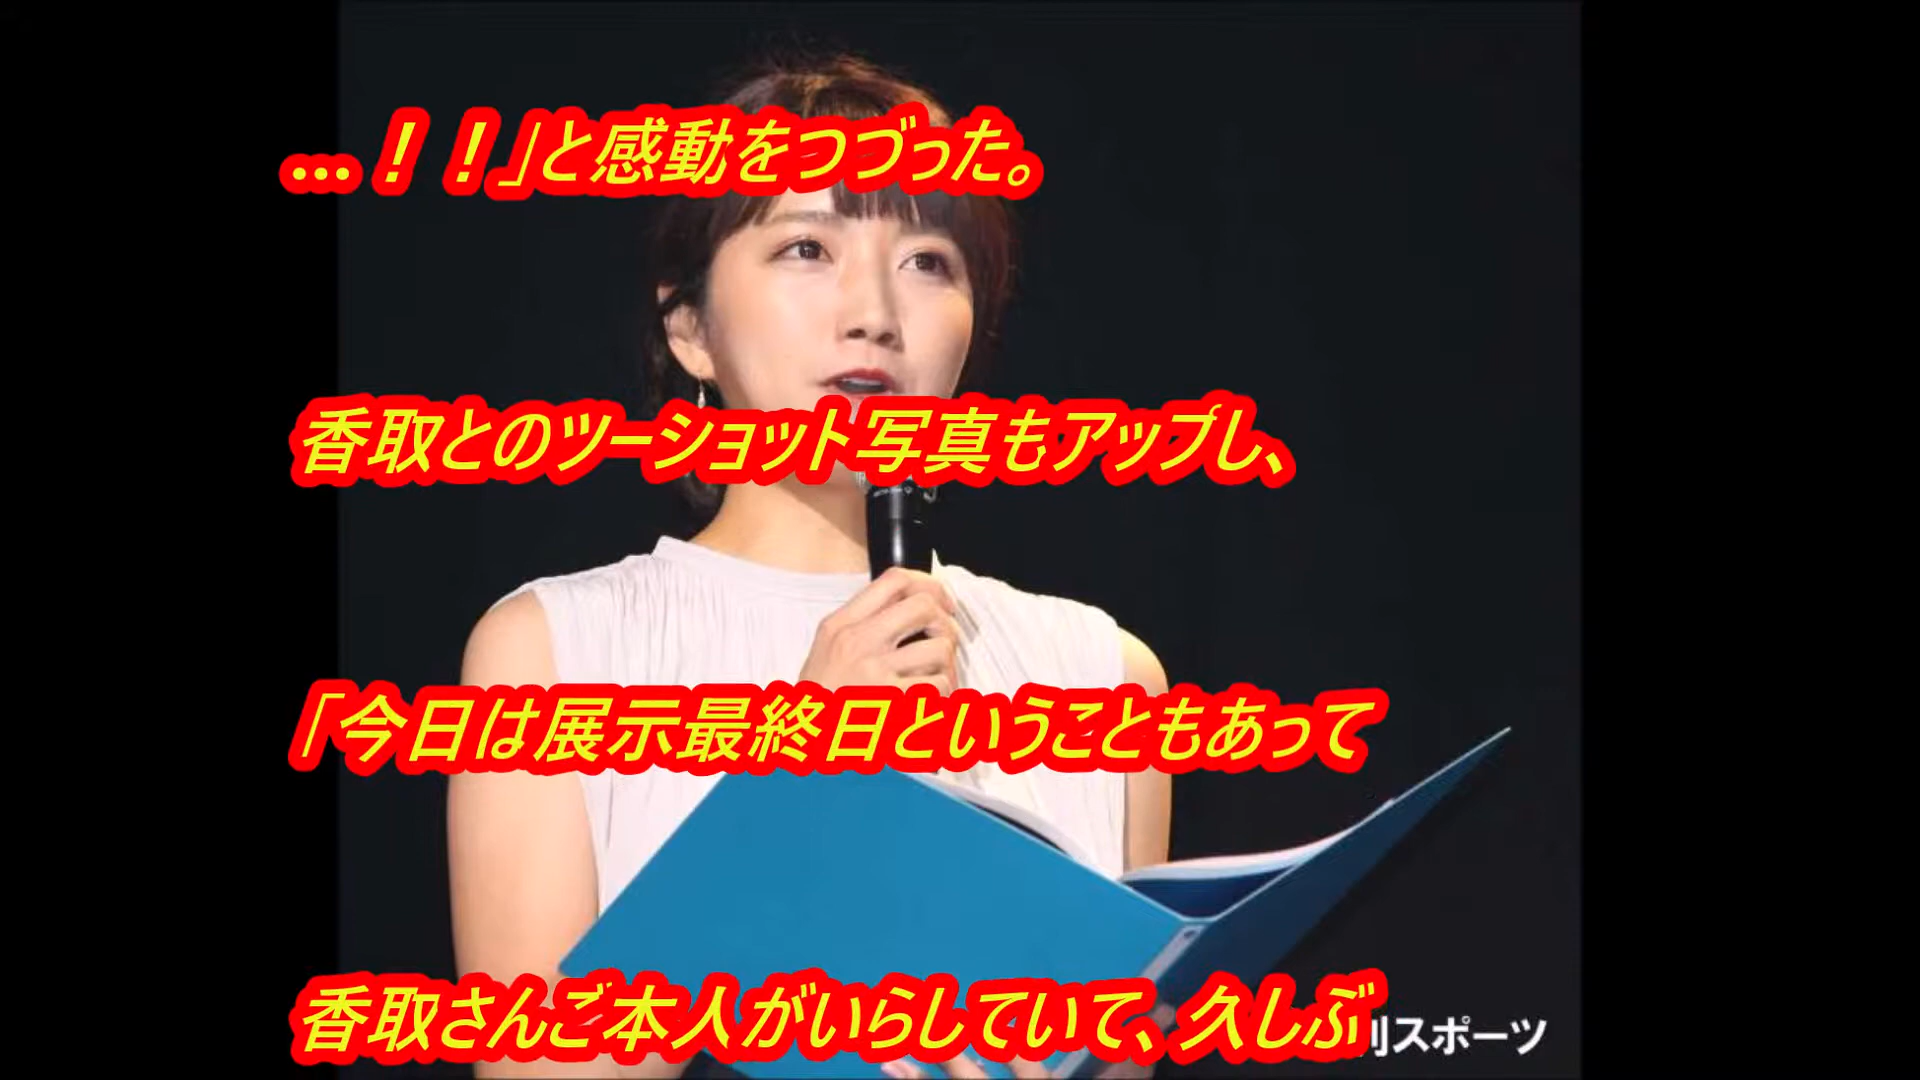 …！！」と感動をつづった。
香取とのツーショット写真もアップし、
「今日は展示最終日ということもあって
香取さんご本人がいらしていて、久しぶ
刊スポーツ